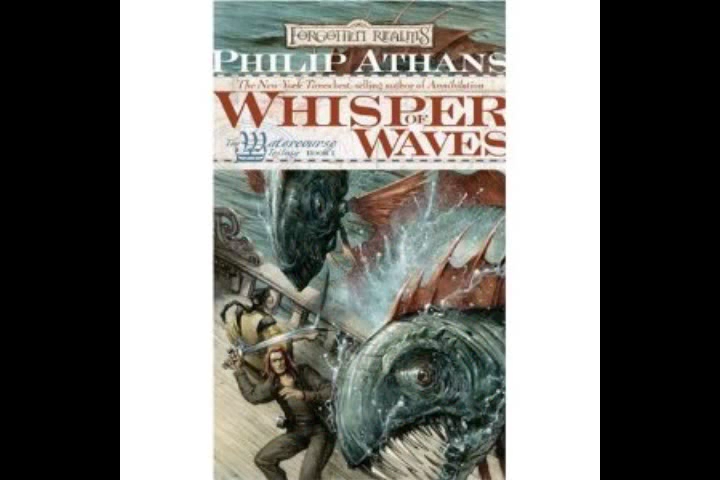 FORGOTTEN REALMS
PHILIP ATHANS
The New York Times best-selling author of Annihilation
WHISPER
OF
WAVES
The Watercourse
Trilogy BOOK I